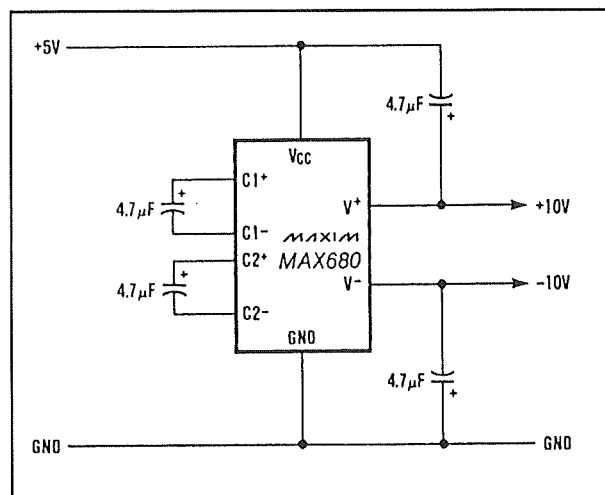 +5V
4.7µF
+
VCC
C1+
+
4.7µF
V+
+10V
C1-
MAXIM
C2+
MAX680
+
V-
-10V
4.7µF
C2-
GND
4.7µF
+
GND
GND